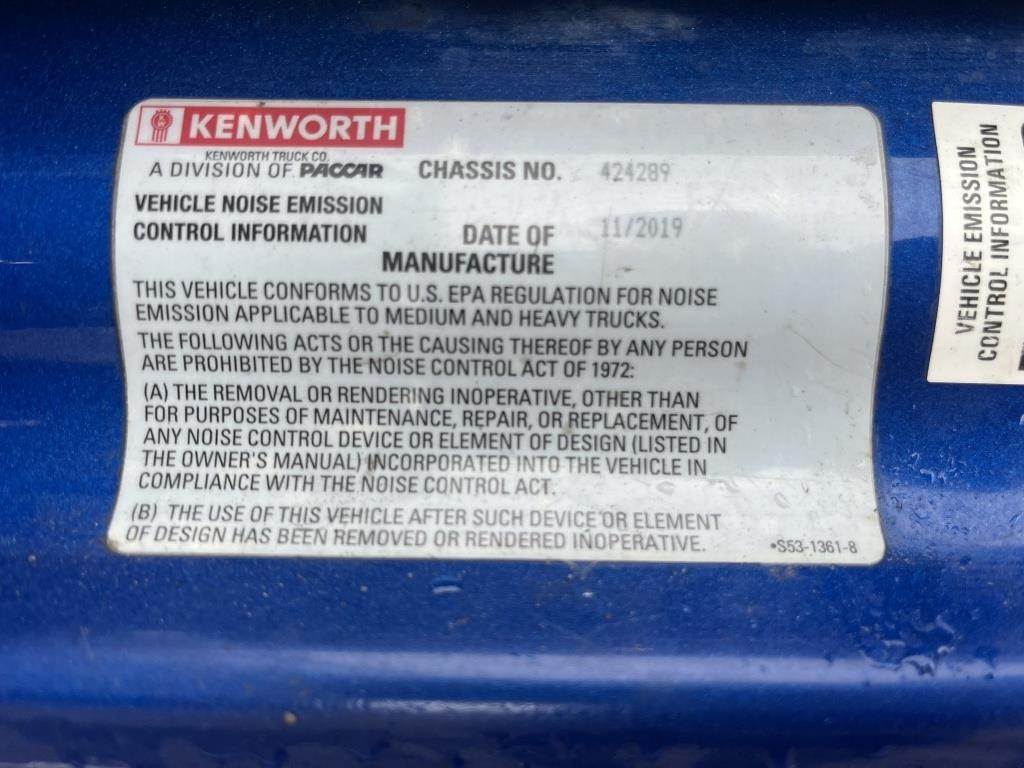 KENWORTH
KENWORTH TRUCK CO.
A DIVISION OF PACCAR
CHASSIS NO. 424289
VEHICLE NOISE EMISSION
CONTROL INFORMATION
DATE OF
MANUFACTURE
11/2019
THIS VEHICLE CONFORMS TO U.S. EPA REGULATION FOR NOISE
EMISSION APPLICABLE TO MEDIUM AND HEAVY TRUCKS.
THE FOLLOWING ACTS OR THE CAUSING THEREOF BY ANY PERSON
ARE PROHIBITED BY THE NOISE CONTROL ACT OF 1972:
(A) THE REMOVAL OR RENDERING INOPERATIVE, OTHER THAN
FOR PURPOSES OF MAINTENANCE, REPAIR, OR REPLACEMENT, OF
ANY NOISE CONTROL DEVICE OR ELEMENT OF DESIGN (LISTED IN
THE OWNER'S MANUAL) INCORPORATED INTO THE VEHICLE IN
COMPLIANCE WITH THE NOISE CONTROL ACT.
(B) THE USE OF THIS VEHICLE AFTER SUCH DEVICE OR ELEMENT
OF DESIGN HAS BEEN REMOVED OR RENDERED INOPERATIVE.
•S53-1361-8
VEHICLE EMISSION
CONTROL INFORMATION